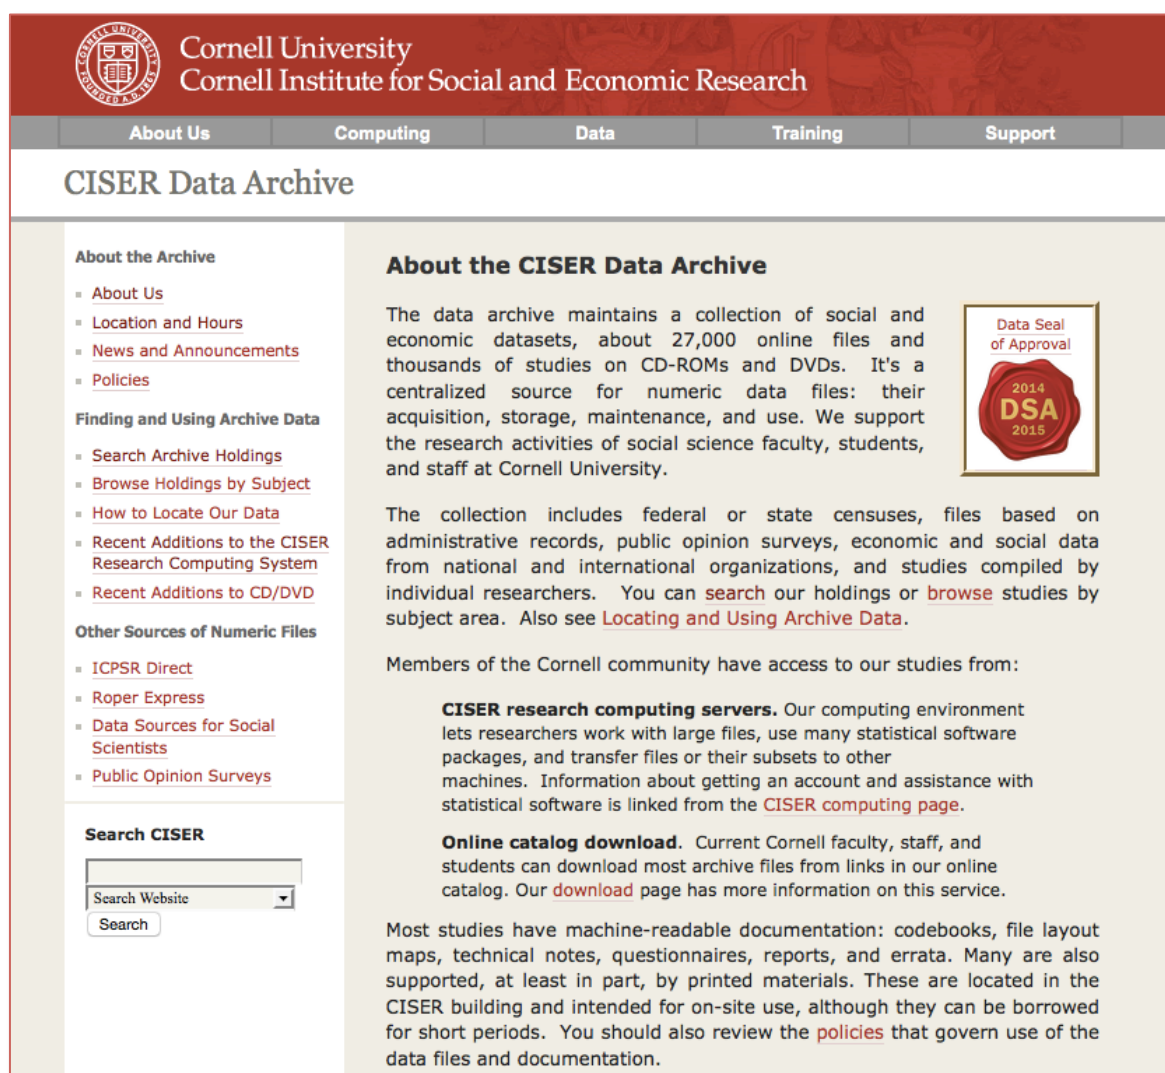 Cornell University
Cornell Institute for Social and Economic Research
About Us
Computing
Data
Training
Support
CISER Data Archive
About the Archive
About Us
Location and Hours
News and Announcements
Policies
Finding and Using Archive Data
Search Archive Holdings
Browse Holdings by Subject
How to Locate Our Data
Recent Additions to the CISER
Research Computing System
Recent Additions to CD/DVD
Other Sources of Numeric Files
ICPSR Direct
Roper Express
Data Sources for Social
Scientists
Public Opinion Surveys
Search CISER
Search Website
Search
About the CISER Data Archive
The data archive maintains a collection of social and
economic datasets, about 27,000 online files and
thousands of studies on CD-ROMs and DVDs. It's a
centralized source for numeric data files: their
acquisition, storage, maintenance, and use. We support
the research activities of social science faculty, students,
and staff at Cornell University.
Data Seal
of Approval
2014
DSA
2015
The collection includes federal or state censuses, files based on
administrative records, public opinion surveys, economic and social data
from national and international organizations, and studies compiled by
individual researchers. You can search our holdings or browse studies by
subject area. Also see Locating and Using Archive Data.
Members of the Cornell community have access to our studies from:
CISER research computing servers. Our computing environment
lets researchers work with large files, use many statistical software
packages, and transfer files or their subsets to other
machines. Information about getting an account and assistance with
statistical software is linked from the CISER computing page.
Online catalog download. Current Cornell faculty, staff, and
students can download most archive files from links in our online
catalog. Our download page has more information on this service.
Most studies have machine-readable documentation: codebooks, file layout
maps, technical notes, questionnaires, reports, and errata. Many are also
supported, at least in part, by printed materials. These are located in the
CISER building and intended for on-site use, although they can be borrowed
for short periods. You should also review the policies that govern use of the
data files and documentation.